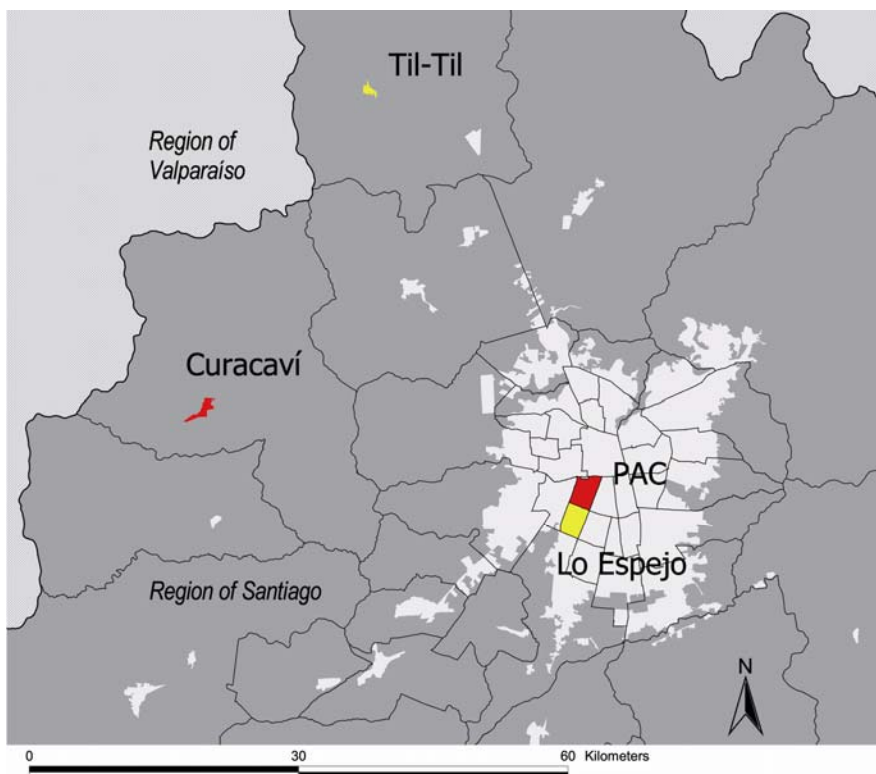 Til-Til
Region of
Valparaíso
Curacaví
PAC
Lo Espejo
Region of Santiago
N
0 30 60 Kilometers